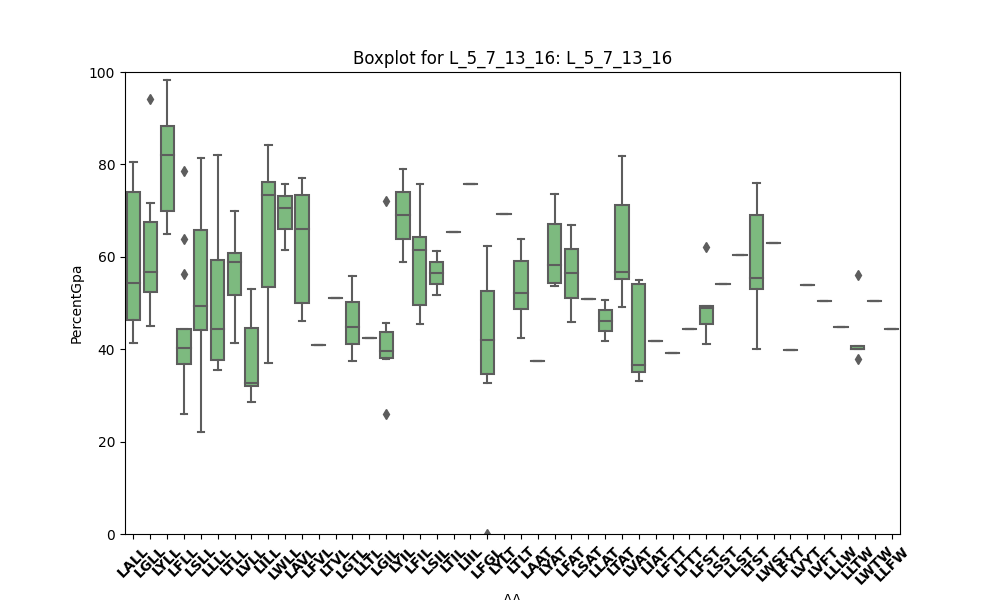 Boxplot for L_5_7_13_16: L_5_7_13_16
PercentGpa
100
80
60
40
20
0
LALL
LGLL
LYLL
LFLL
LSLL
LLLL
LTLL
LVLL
LILL
LWLL
LAVL
LFVL
LTVL
LGTL
LLTL
LGIL
LYIL
LFIL
LSIL
LTIL
LIIL
LFGL
LYLT
LTLT
LAAT
LYAT
LFAT
LSAT
LLAT
LTAT
LVAT
LIAT
LFTT
LTTT
LFST
LSST
LLST
LTST
LWST
LFYT
LVYT
LVFT
LLLW
LLTW
LWTW
LLFW
AA